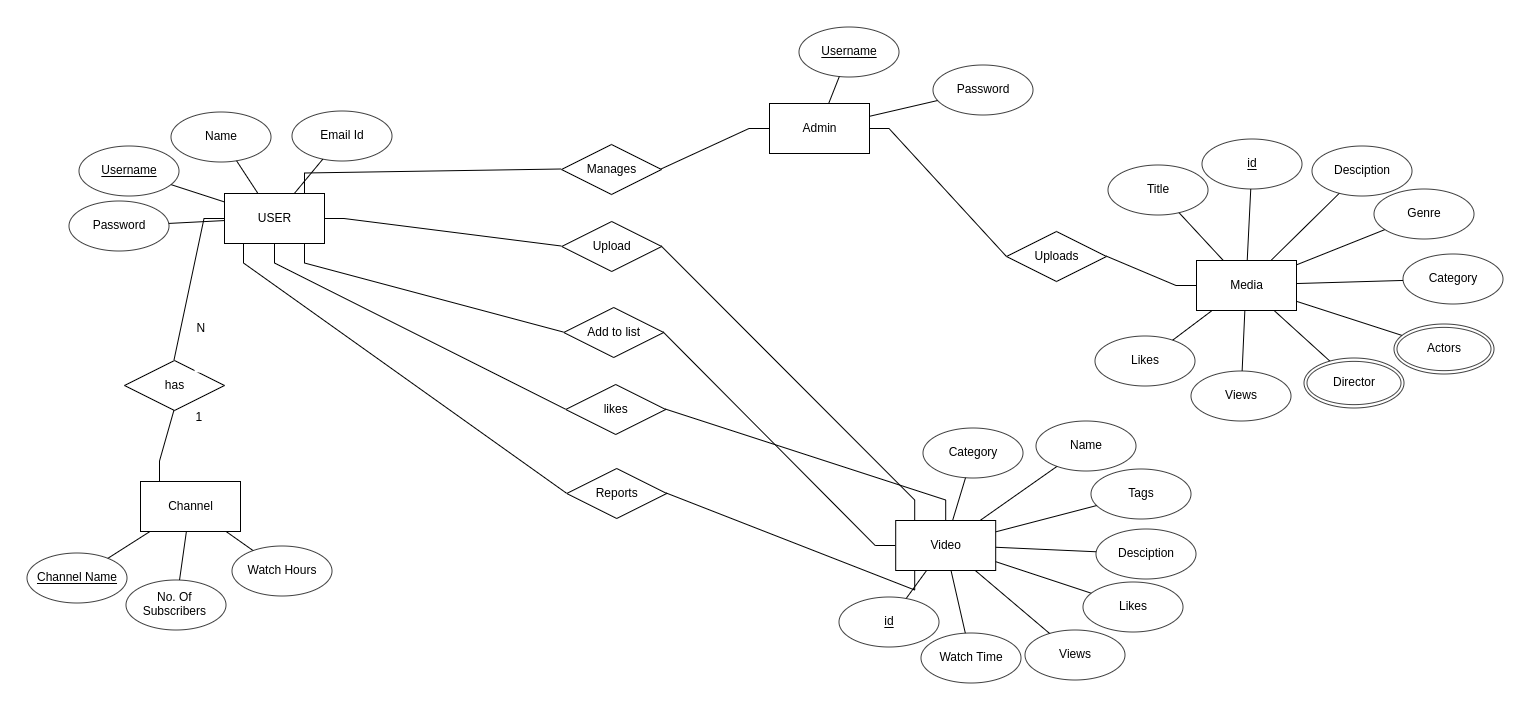 Username
Password
Name
Email Id
Username
Password
USER
Admin
Manages
Upload
Add to list
likes
Reports
Uploads
Title
id
Desciption
Genre
Category
Actors
Director
Views
Likes
Media
N
has
1
Channel
Channel Name
No. Of
Subscribers
Watch Hours
Category
Name
Tags
Desciption
Likes
Views
Watch Time
id
Video